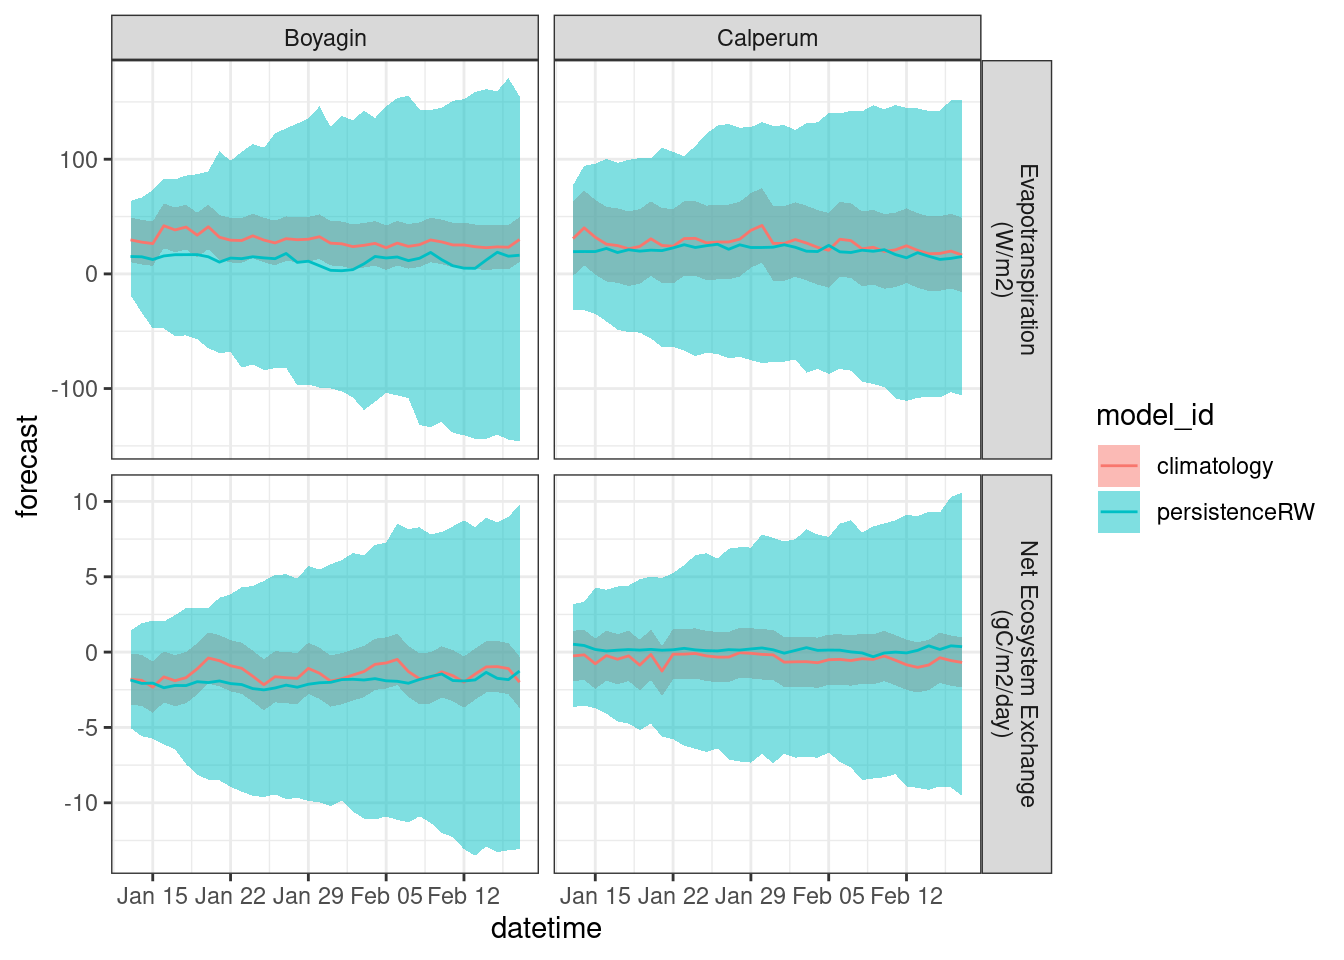 Boyagin
Calperum
100
0
-100
Evapotranspiration
(W/m2)
10
5
0
-5
-10
Net Ecosystem Exchange
(gC/m2/day)
forecast
Jan 15 Jan 22 Jan 29 Feb 05 Feb 12
Jan 15 Jan 22 Jan 29 Feb 05 Feb 12
datetime
model_id
climatology
persistenceRW